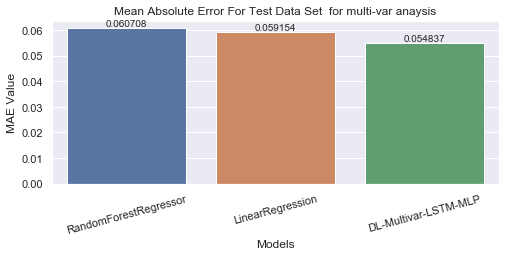 Mean Absolute Error For Test Data Set  for multi-var anaysis
0.060708
0.059154
0.054837
0.06
0.05
0.04
0.03
0.02
0.01
0.00
MAE Value
RandomForestRegressor
LinearRegression
DL-Multivar-LSTM-MLP
Models